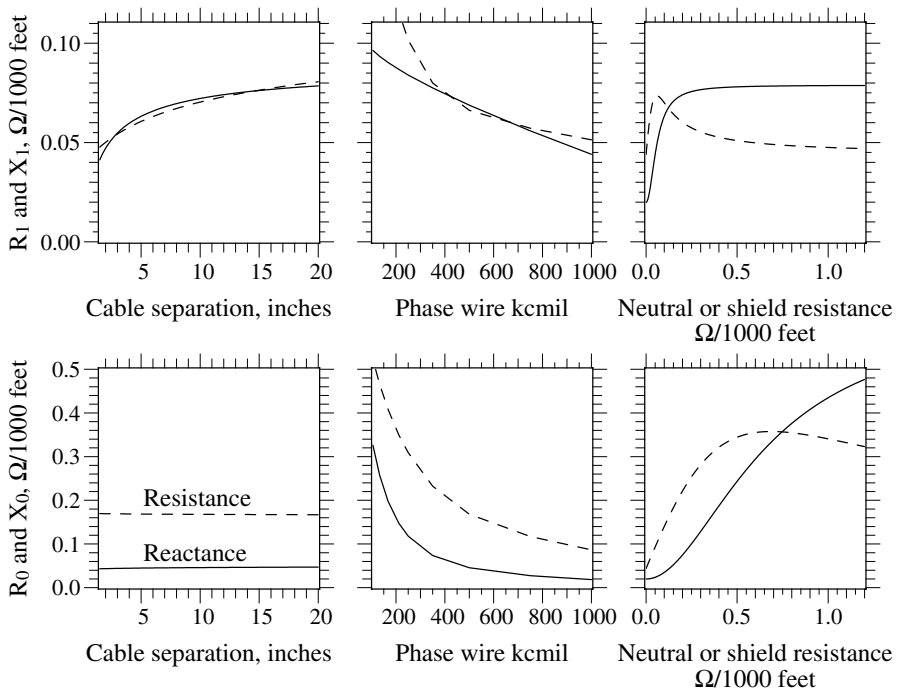 R1 and X1, Ω/1000 feet
0.10
0.05
0.00
5 10 15 20
Cable separation, inches
200 400 600 800 1000
Phase wire kcmil
0.0 0.5 1.0
Neutral or shield resistance
Ω/1000 feet
R0 and X0, Ω/1000 feet
0.5
0.4
0.3
0.2
0.1
0.0
Resistance
Reactance
5 10 15 20
Cable separation, inches
200 400 600 800 1000
Phase wire kcmil
0.0 0.5 1.0
Neutral or shield resistance
Ω/1000 feet